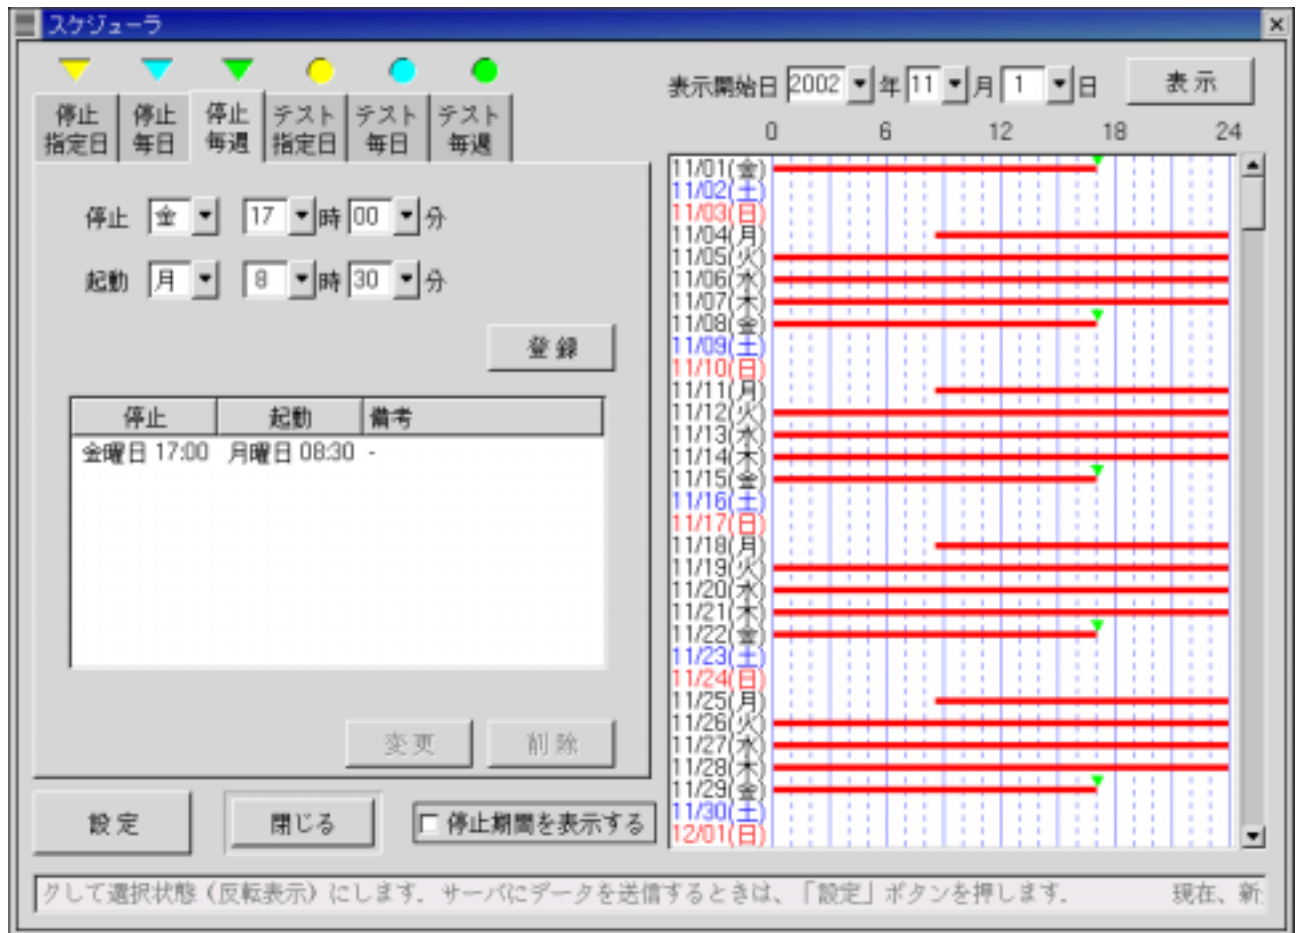 スケジューラ
停止 指定日
停止 毎日
停止 毎週
テスト 指定日
テスト 毎日
テスト 毎週
停止 金 17 時 00 分
起動 月 8 時 30 分
登録
停止 起動 備考
金曜日 17:00 月曜日 08:30 -
変更 削除
設定 閉じる 停止期間を表示する
表示開始日 2002 年 11 月 1 日 表示
0 6 12 18 24
11/01(金)
11/02(土)
11/03(日)
11/04(月)
11/05(火)
11/06(水)
11/07(木)
11/08(金)
11/09(土)
11/10(日)
11/11(月)
11/12(火)
11/13(水)
11/14(木)
11/15(金)
11/16(土)
11/17(日)
11/18(月)
11/19(火)
11/20(水)
11/21(木)
11/22(金)
11/23(土)
11/24(日)
11/25(月)
11/26(火)
11/27(水)
11/28(木)
11/29(金)
11/30(土)
12/01(日)
クして選択状態（反転表示）にします．サーバにデータを送信するときは、「設定」ボタンを押します． 現在、新